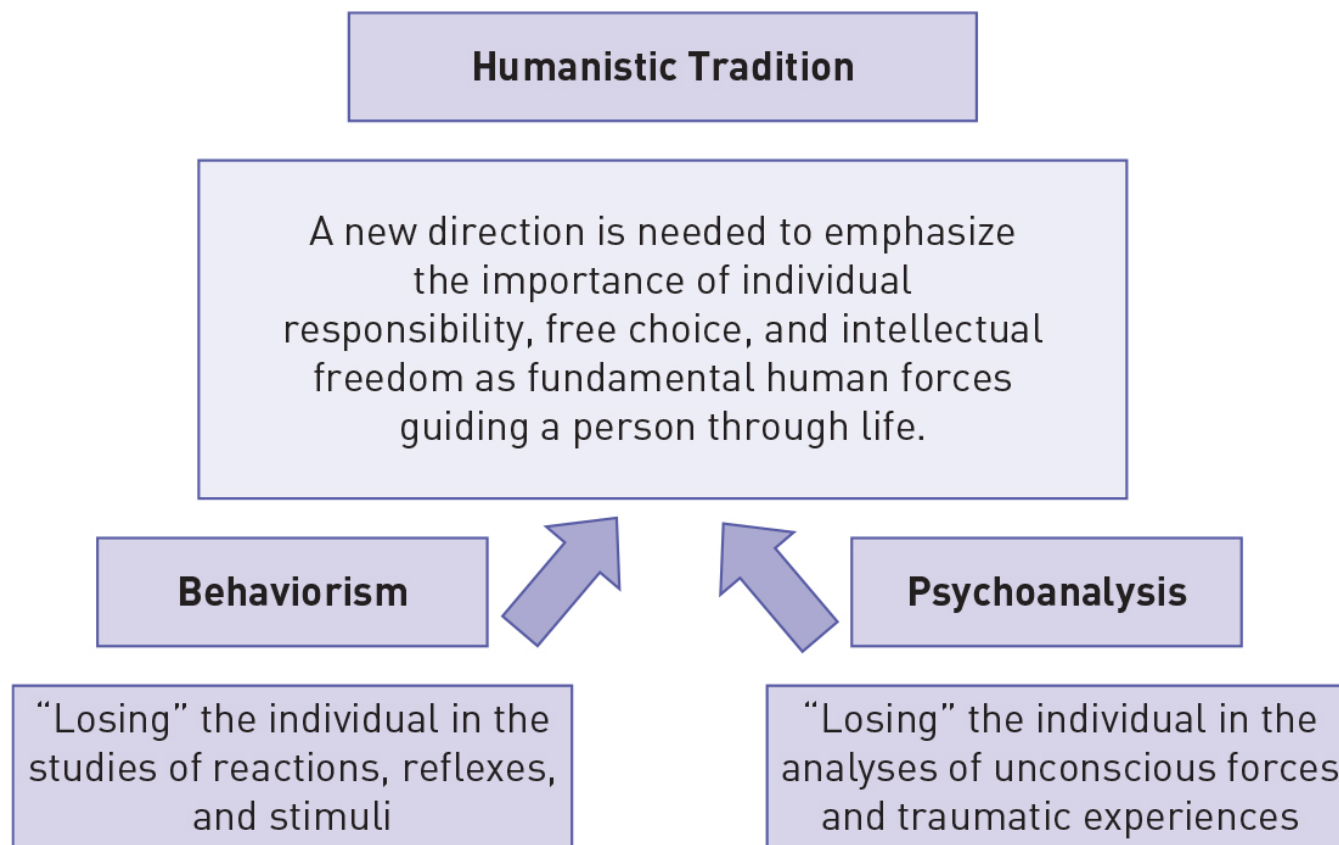 Humanistic Tradition
A new direction is needed to emphasize
the importance of individual
responsibility, free choice, and intellectual
freedom as fundamental human forces
guiding a person through life.
Behaviorism
“Losing” the individual in the
studies of reactions, reflexes,
and stimuli
Psychoanalysis
“Losing” the individual in the
analyses of unconscious forces
and traumatic experiences